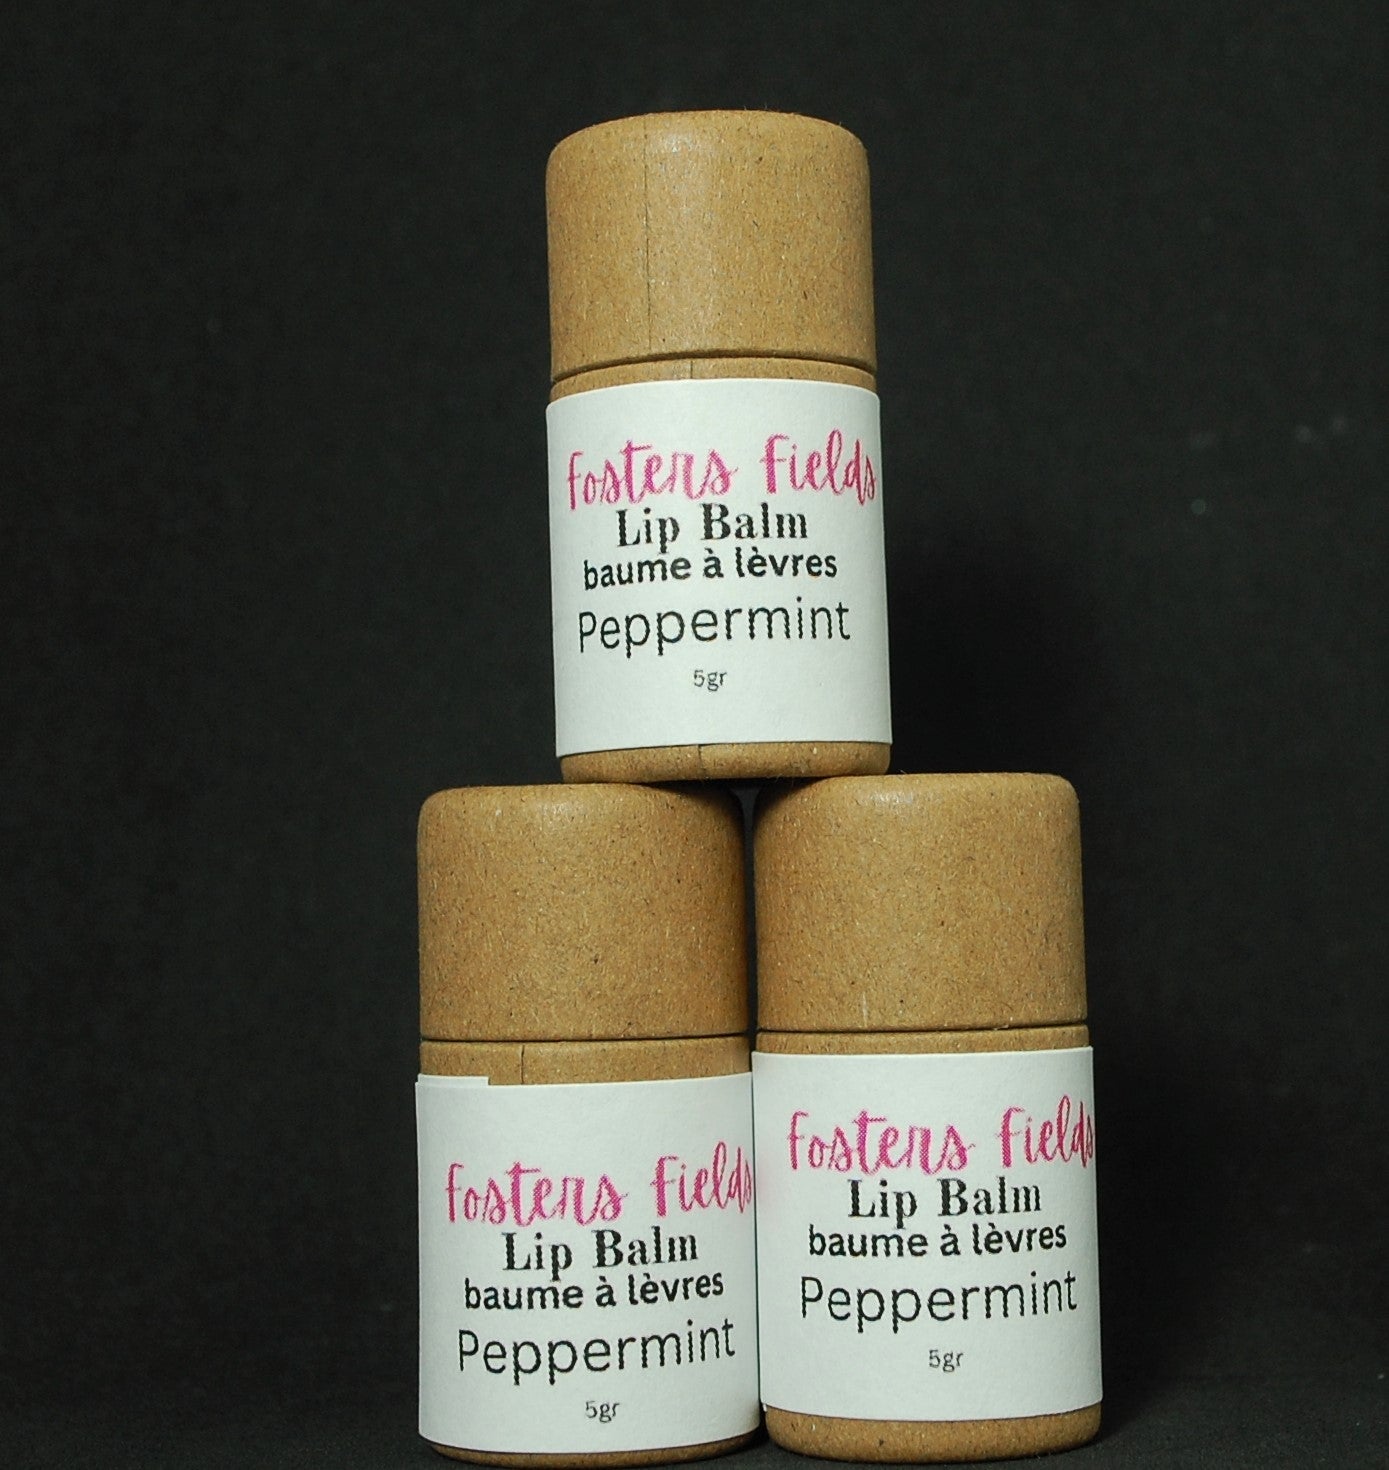 fosters fields
Lip Balm
baume à lèvres
Peppermint
5gr
fosters fields
Lip Balm
baume à lèvres
Peppermint
5gr
fosters fields
Lip Balm
baume à lèvres
Peppermint
5gr